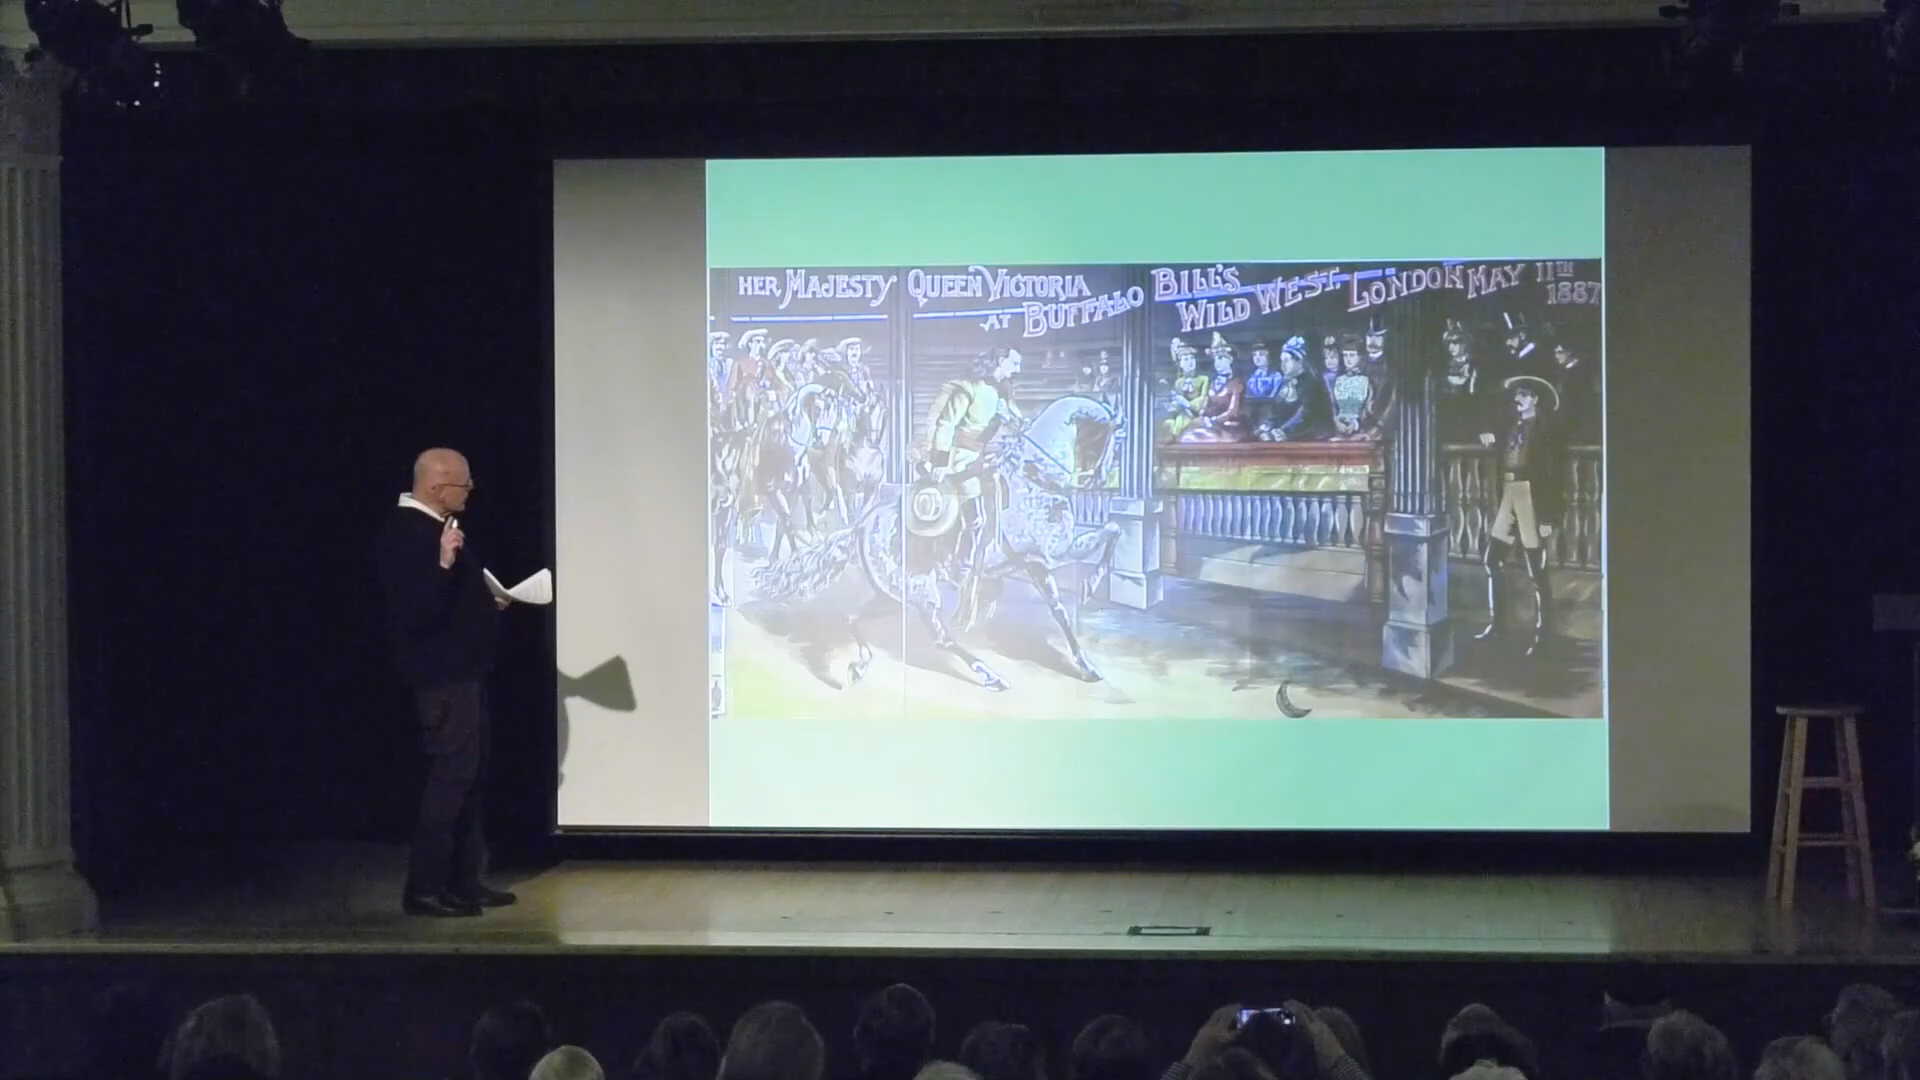 HER MAJESTY QUEEN VICTORIA
AT BUFFALO BILL'S
WILD WEST. LONDON MAY 11TH
1887